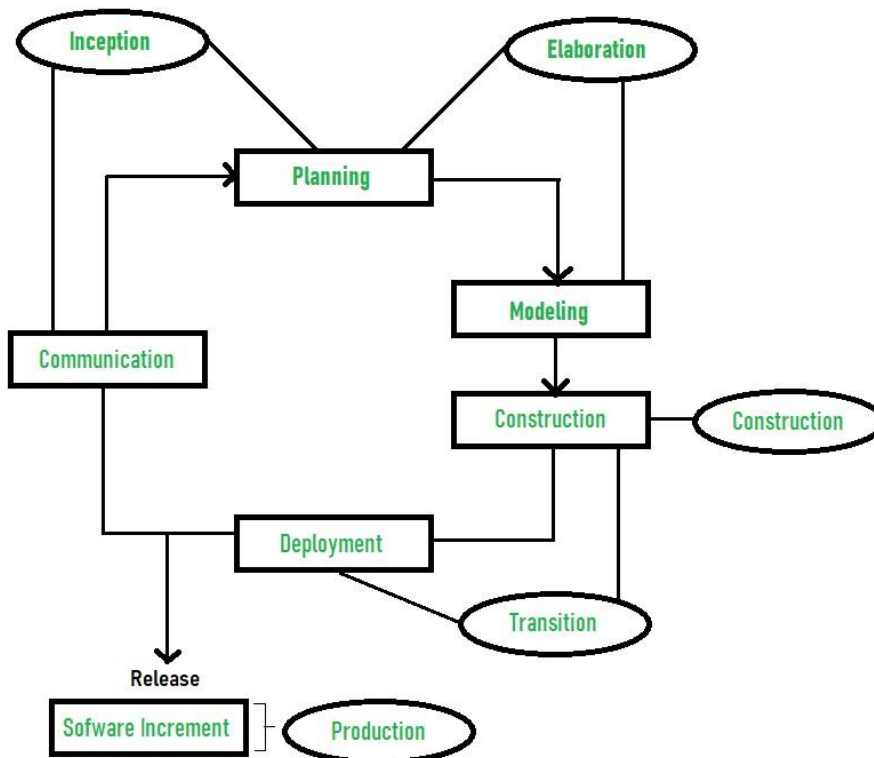 Inception
Elaboration
Planning
Modeling
Communication
Construction
Construction
Deployment
Transition
Release
Sofware Increment
Production